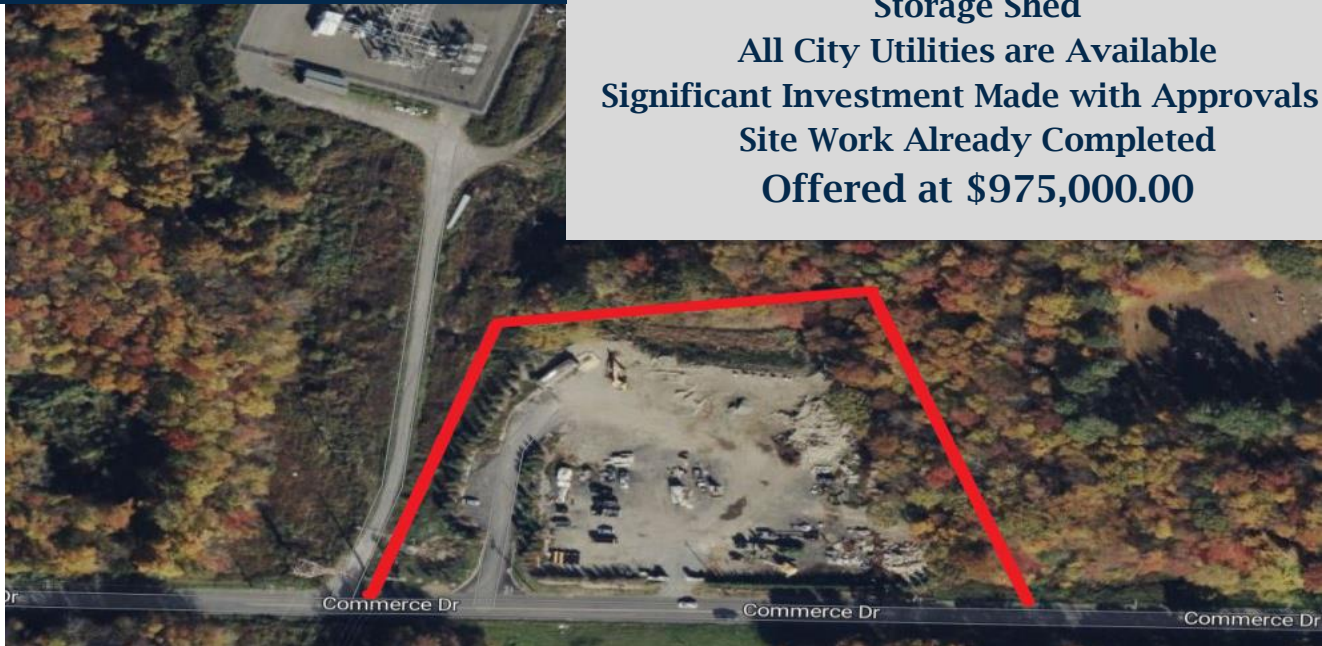 Storage Shed
All City Utilities are Available
Significant Investment Made with Approvals
Site Work Already Completed
Offered at $975,000.00
Dr
Commerce Dr
Commerce Dr
Commerce Dr